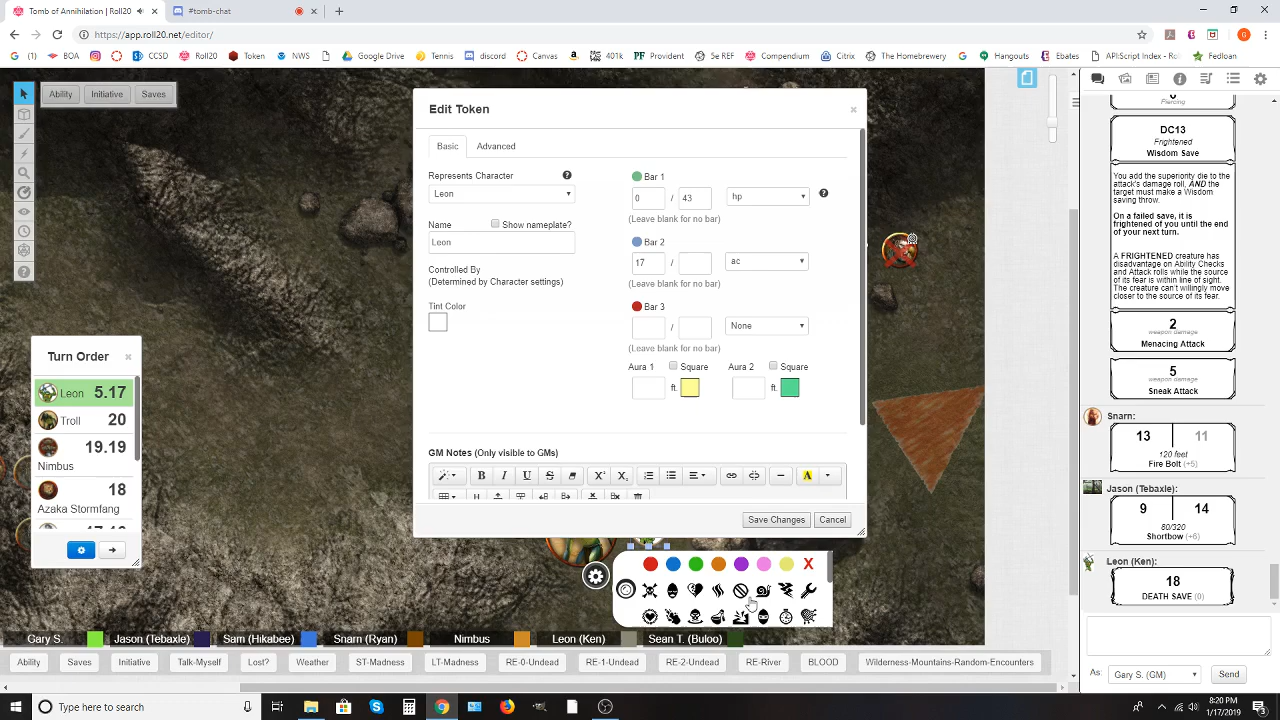 Tomb of Annihilation | Roll20
#tomb-chat
https://app.roll20.net/editor/
G (1)
BOA
CCSD
Roll20
Token
NWS
Google Drive
Tennis
discord
Canvas
401k
Provident
5e REF
Compendium
Citrix
The Homebrewery
Hangouts
Ebates
APIScript Index - Ro
Fedloan
Ability
Initiative
Saves
Edit Token
Basic
Advanced
Represents Character
Leon
Name
Show nameplate?
Leon
Controlled By
(Determined by Character settings)
Tint Color
Bar 1
0 / 43
hp
(Leave blank for no bar)
Bar 2
17 /
ac
(Leave blank for no bar)
Bar 3
/
None
(Leave blank for no bar)
Aura 1
Square
Aura 2
Square
ft.
ft.
GM Notes (Only visible to GMs)
Save Changes
Cancel
Turn Order
Leon 5.17
Troll 20
19.19
Nimbus
18
Azaka Stormfang
Piercing
DC13
Frightened
Wisdom Save
You add the superiority die to the
attack's damage roll, AND the
target must make a Wisdom
saving throw.
On a failed save, it is
frightened of you until the
end of your next turn.
A FRIGHTENED creature has
disadvantage on Ability Checks
and Attack rolls while the source
of its fear is within line of sight.
The creature can't willingly move
closer to the source of its fear.
2
weapon damage
Menacing Attack
5
weapon damage
Sneak Attack
Snarn:
13 11
120 feet
Fire Bolt (+5)
Jason (Tebaxle):
9 14
80/320
Shortbow (+6)
Leon (Ken):
18
DEATH SAVE (0)
As:
Gary S. (GM)
Send
Gary S.
Jason (Tebaxle)
Sam (Hikabee)
Snarn (Ryan)
Nimbus
Leon (Ken)
Sean T. (Buloo)
Ability
Saves
Initiative
Talk-Myself
Lost?
Weather
ST-Madness
LT-Madness
RE-0-Undead
RE-1-Undead
RE-2-Undead
RE-River
BLOOD
Wilderness-Mountains-Random-Encounters
Type here to search
8:20 PM
1/17/2019